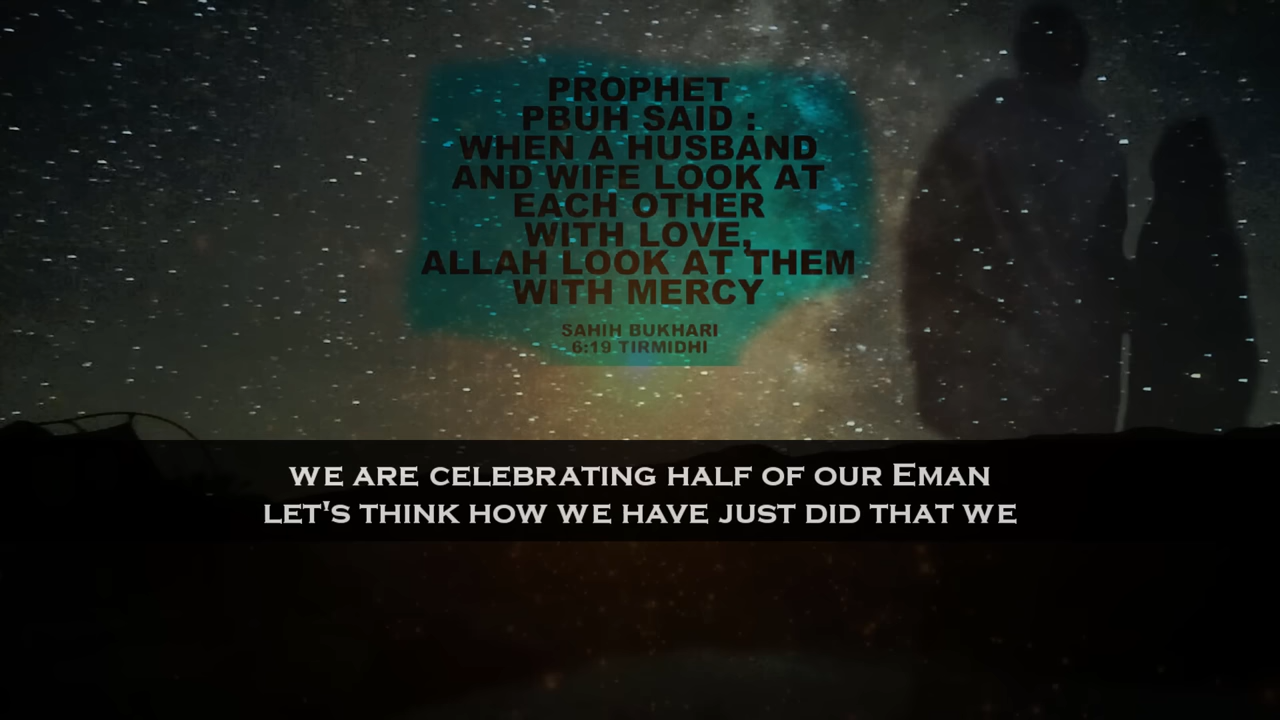 PROPHET
PBUH SAID :
WHEN A HUSBAND
AND WIFE LOOK AT
EACH OTHER
WITH LOVE,
ALLAH LOOK AT THEM
WITH MERCY
SAHIH BUKHARI
6:19 TIRMIDHI
WE ARE CELEBRATING HALF OF OUR EMAN
LET'S THINK HOW WE HAVE JUST DID THAT WE